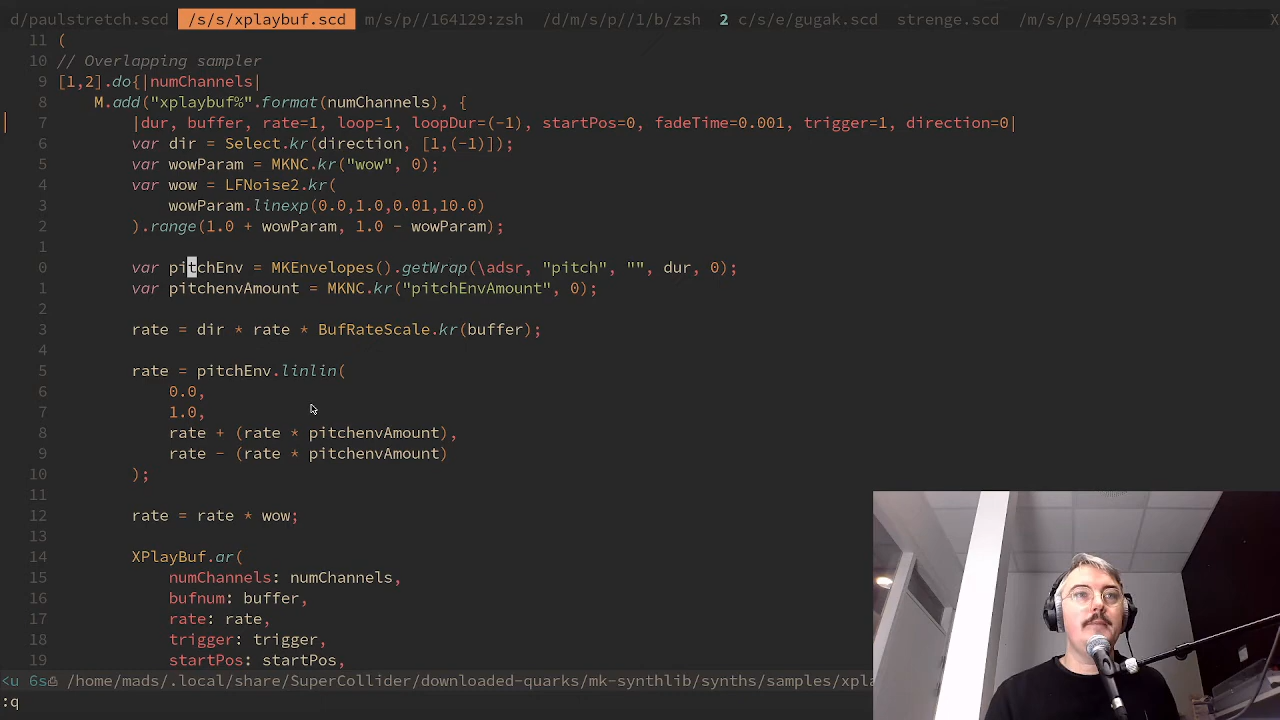 d/paulstretch.scd /s/s/xplaybuf.scd m/s/p//164129:zsh /d/m/s/p//1/b/zsh 2 c/s/e/gugak.scd strenge.scd /m/s/p//49593:zsh X
11 (
10 // Overlapping sampler
9 [1,2].do{|numChannels|
8 M.add("xplaybuf%".format(numChannels), {
7 |dur, buffer, rate=1, loop=1, loopDur=(-1), startPos=0, fadeTime=0.001, trigger=1, direction=0|
6 var dir = Select.kr(direction, [1,(-1)]);
5 var wowParam = MKNC.kr("wow", 0);
4 var wow = LFNoise2.kr(
3 wowParam.linexp(0.0,1.0,0.01,10.0)
2 ).range(1.0 + wowParam, 1.0 - wowParam);
1
0 var pitchEnv = MKEnvelopes().getWrap(\adsr, "pitch", "", dur, 0);
1 var pitchenvAmount = MKNC.kr("pitchEnvAmount", 0);
2
3 rate = dir * rate * BufRateScale.kr(buffer);
4
5 rate = pitchEnv.linlin(
6 0.0,
7 1.0,
8 rate + (rate * pitchenvAmount),
9 rate - (rate * pitchenvAmount)
10 );
11
12 rate = rate * wow;
13
14 XPlayBuf.ar(
15 numChannels: numChannels,
16 bufnum: buffer,
17 rate: rate,
18 trigger: trigger,
19 startPos: startPos,
<u 6s /home/mads/.local/share/SuperCollider/downloaded-quarks/mk-synthlib/synths/samples/xpla
:q